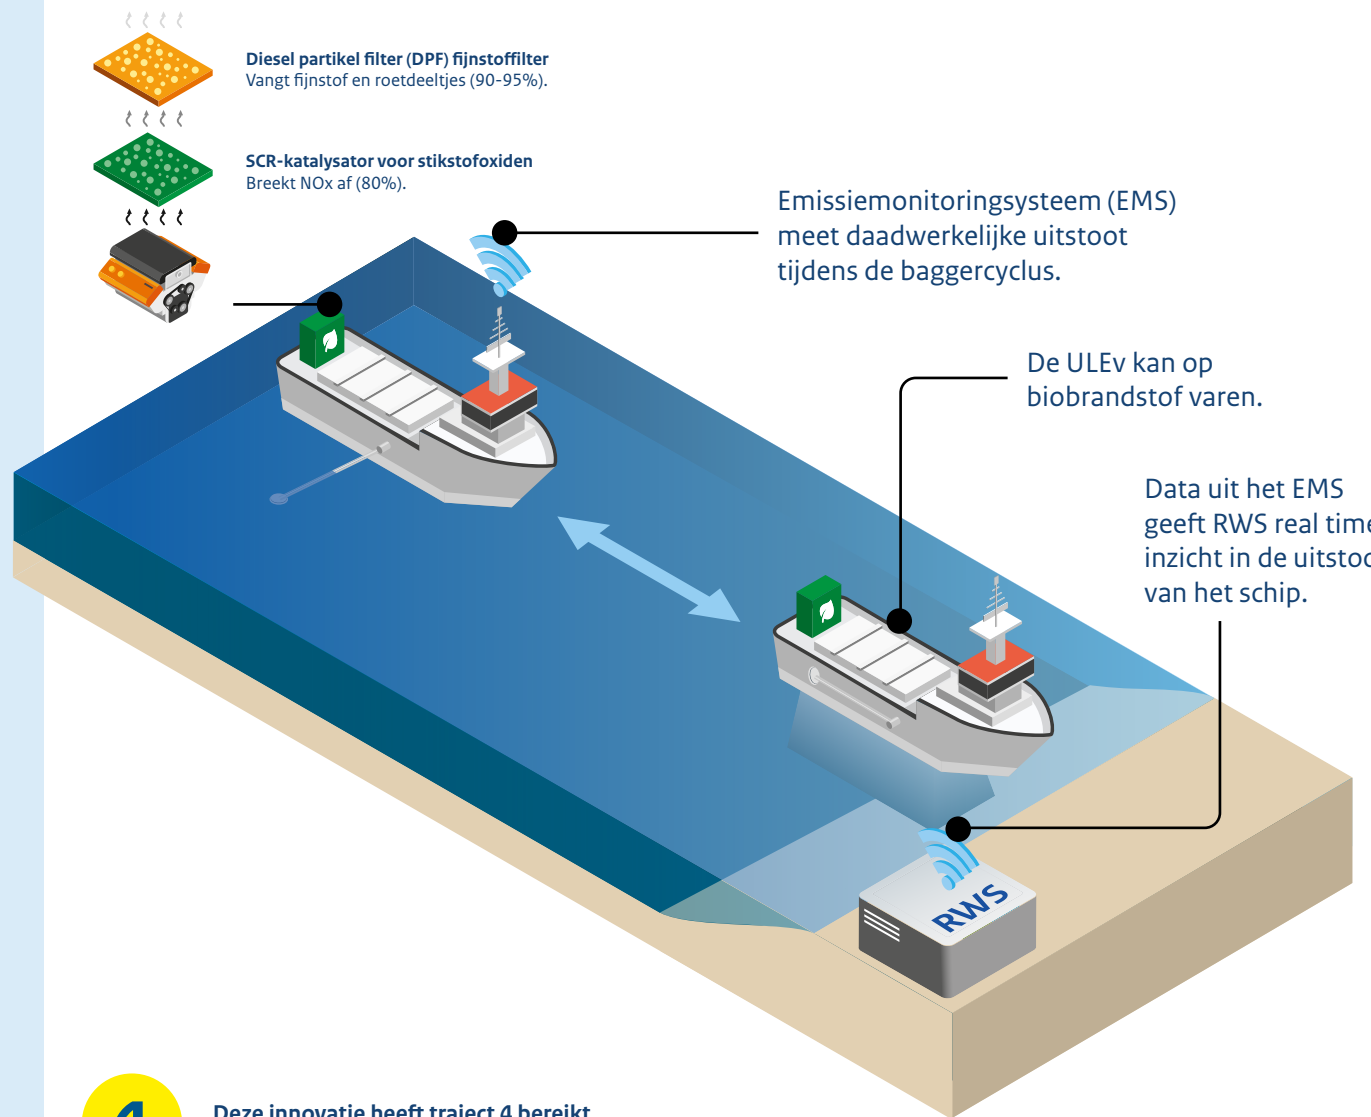 Diesel partikel filter (DPF) fijnstoffilter
Vangt fijnstof en roetdeeltjes (90-95%).
SCR-katalysator voor stikstofoxiden
Breekt NOx af (80%).
Emissiemonitoringsysteem (EMS)
meet daadwerkelijke uitstoot
tijdens de baggercyclus.
De ULEv kan op
biobrandstof varen.
Data uit het EMS
geeft RWS real time
inzicht in de uitstoo
van het schip.
RWS
4
Deze innovatie heeft traject 4 bereikt